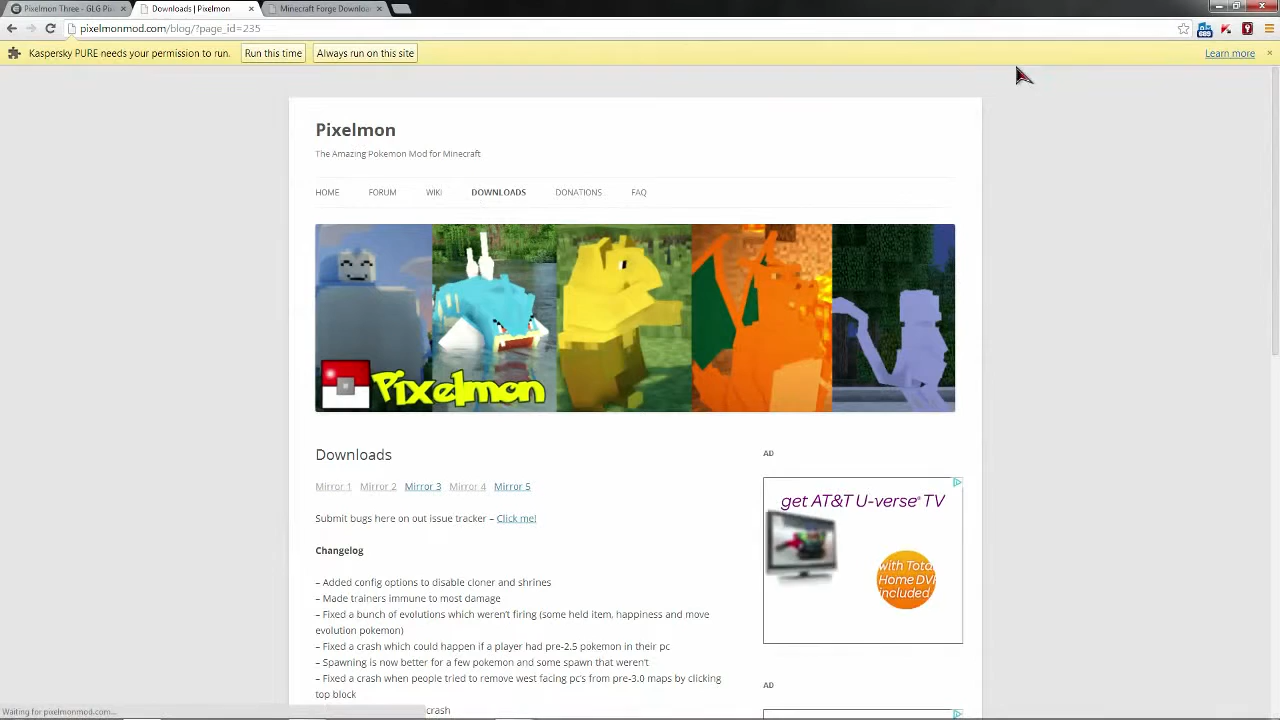 Pixelmon Three - GLG Pix
Downloads | Pixelmon
Minecraft Forge Download
pixelmonmod.com/blog/?page_id=235
Kaspersky PURE needs your permission to run. Run this time Always run on this site Learn more
Pixelmon
The Amazing Pokemon Mod for Minecraft
HOME FORUM WIKI DOWNLOADS DONATIONS FAQ
Pixelmon
Downloads
Mirror 1 Mirror 2 Mirror 3 Mirror 4 Mirror 5
Submit bugs here on out issue tracker – Click me!
Changelog
– Added config options to disable cloner and shrines
– Made trainers immune to most damage
– Fixed a bunch of evolutions which weren't firing (some held item, happiness and move
evolution pokemon)
– Fixed a crash which could happen if a player had pre-2.5 pokemon in their pc
– Spawning is now better for a few pokemon and some spawn that weren't
– Fixed a crash when people tried to remove west facing pc's from pre-3.0 maps by clicking
top block
crash
AD
get AT&T U-verse® TV
with Tota
Home DV
included
AD
Waiting for pixelmonmod.com...